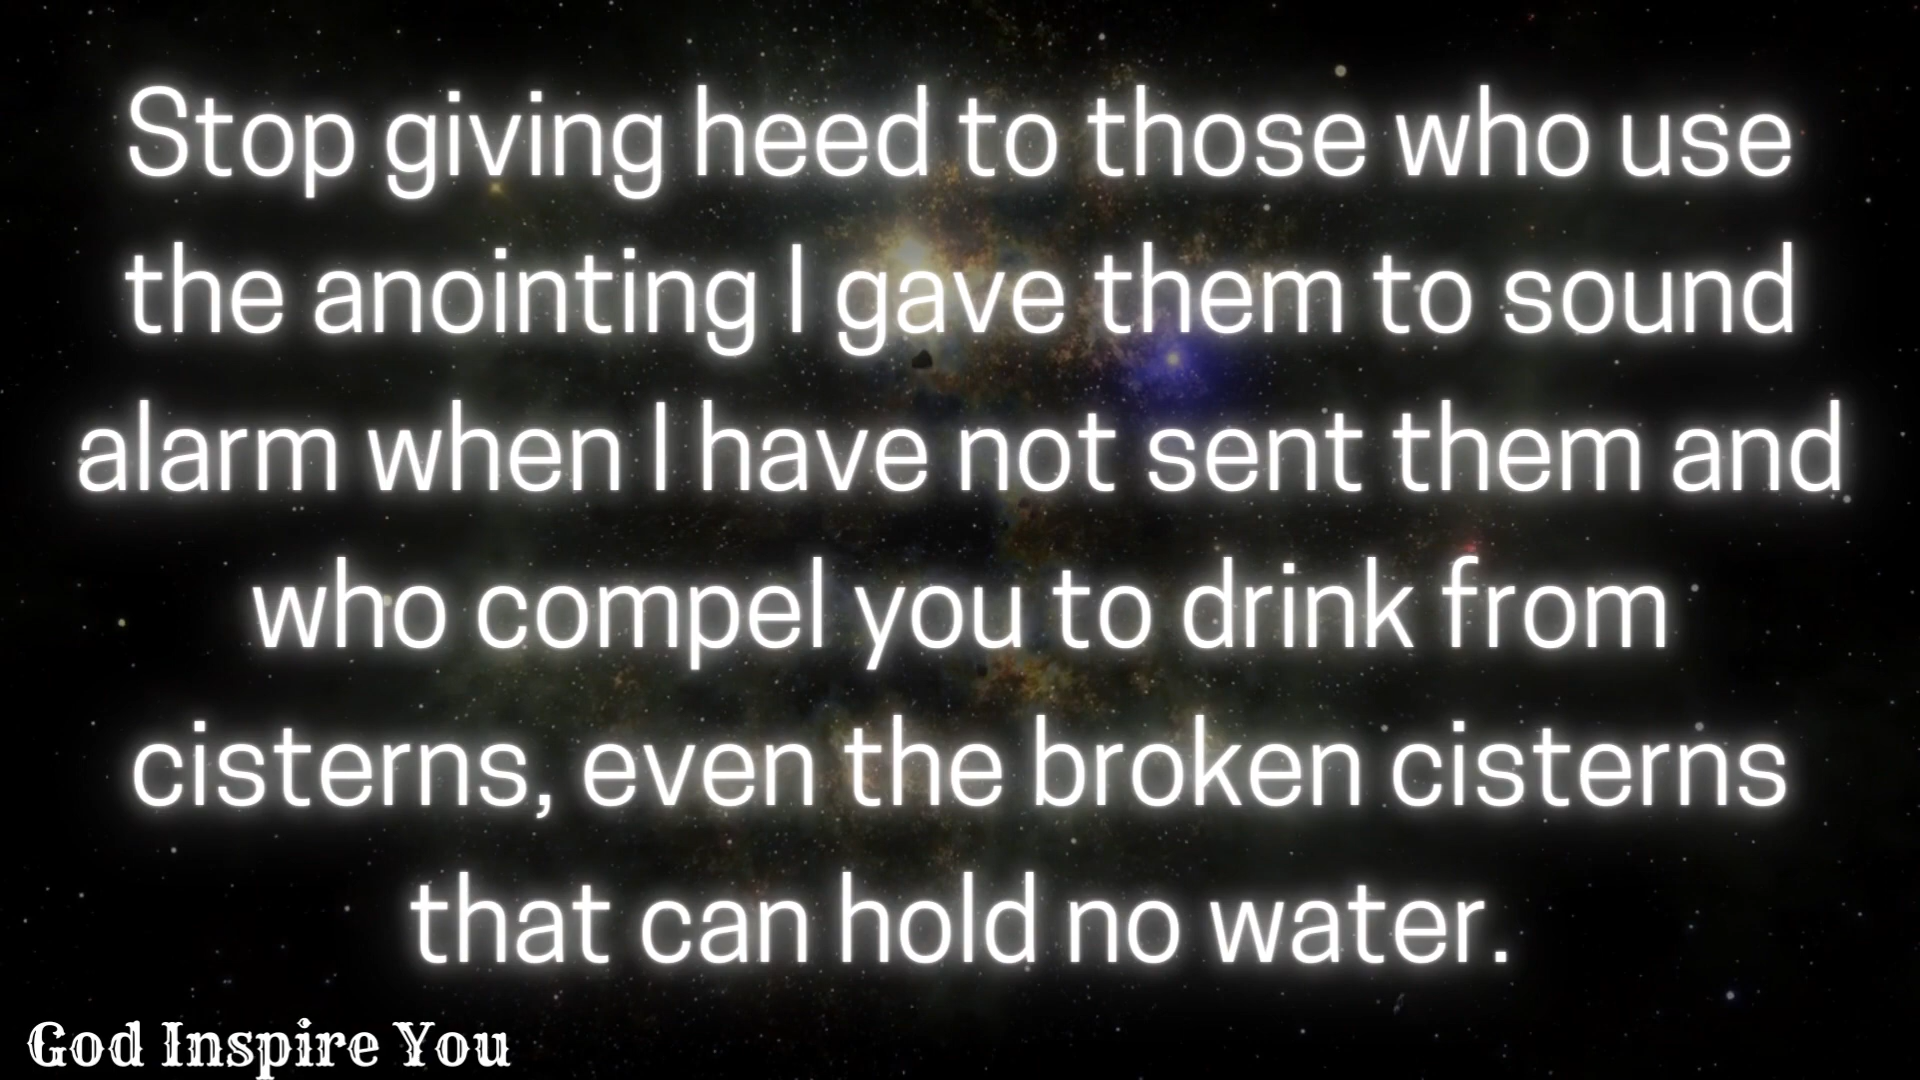 Stop giving heed to those who use
the anointing I gave them to sound
alarm when I have not sent them and
who compel you to drink from
cisterns, even the broken cisterns
that can hold no water.
God Inspire You